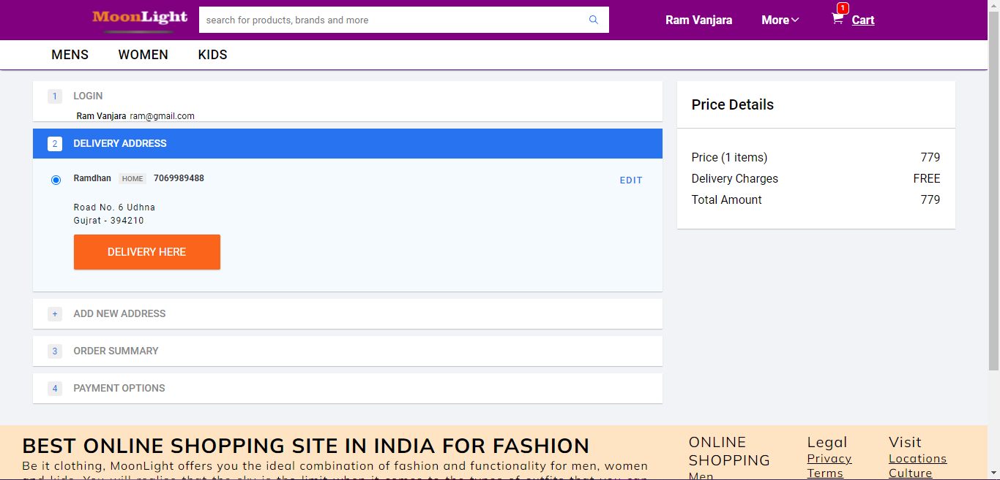 MoonLight
search for products, brands and more
Ram Vanjara
More
1
Cart
MENS WOMEN KIDS
1 LOGIN
Ram Vanjara ram@gmail.com
2 DELIVERY ADDRESS
Ramdhan HOME 7069989488
EDIT
Road No. 6 Udhna
Gujrat - 394210
DELIVERY HERE
+ ADD NEW ADDRESS
3 ORDER SUMMARY
4 PAYMENT OPTIONS
Price Details
Price (1 items) 779
Delivery Charges FREE
Total Amount 779
BEST ONLINE SHOPPING SITE IN INDIA FOR FASHION
Be it clothing, MoonLight offers you the ideal combination of fashion and functionality for men, women
and kids. You will realise that the sky is the limit when it comes to the types of outfits that you can
ONLINE
SHOPPING
Men
Legal
Privacy
Terms
Visit
Locations
Culture